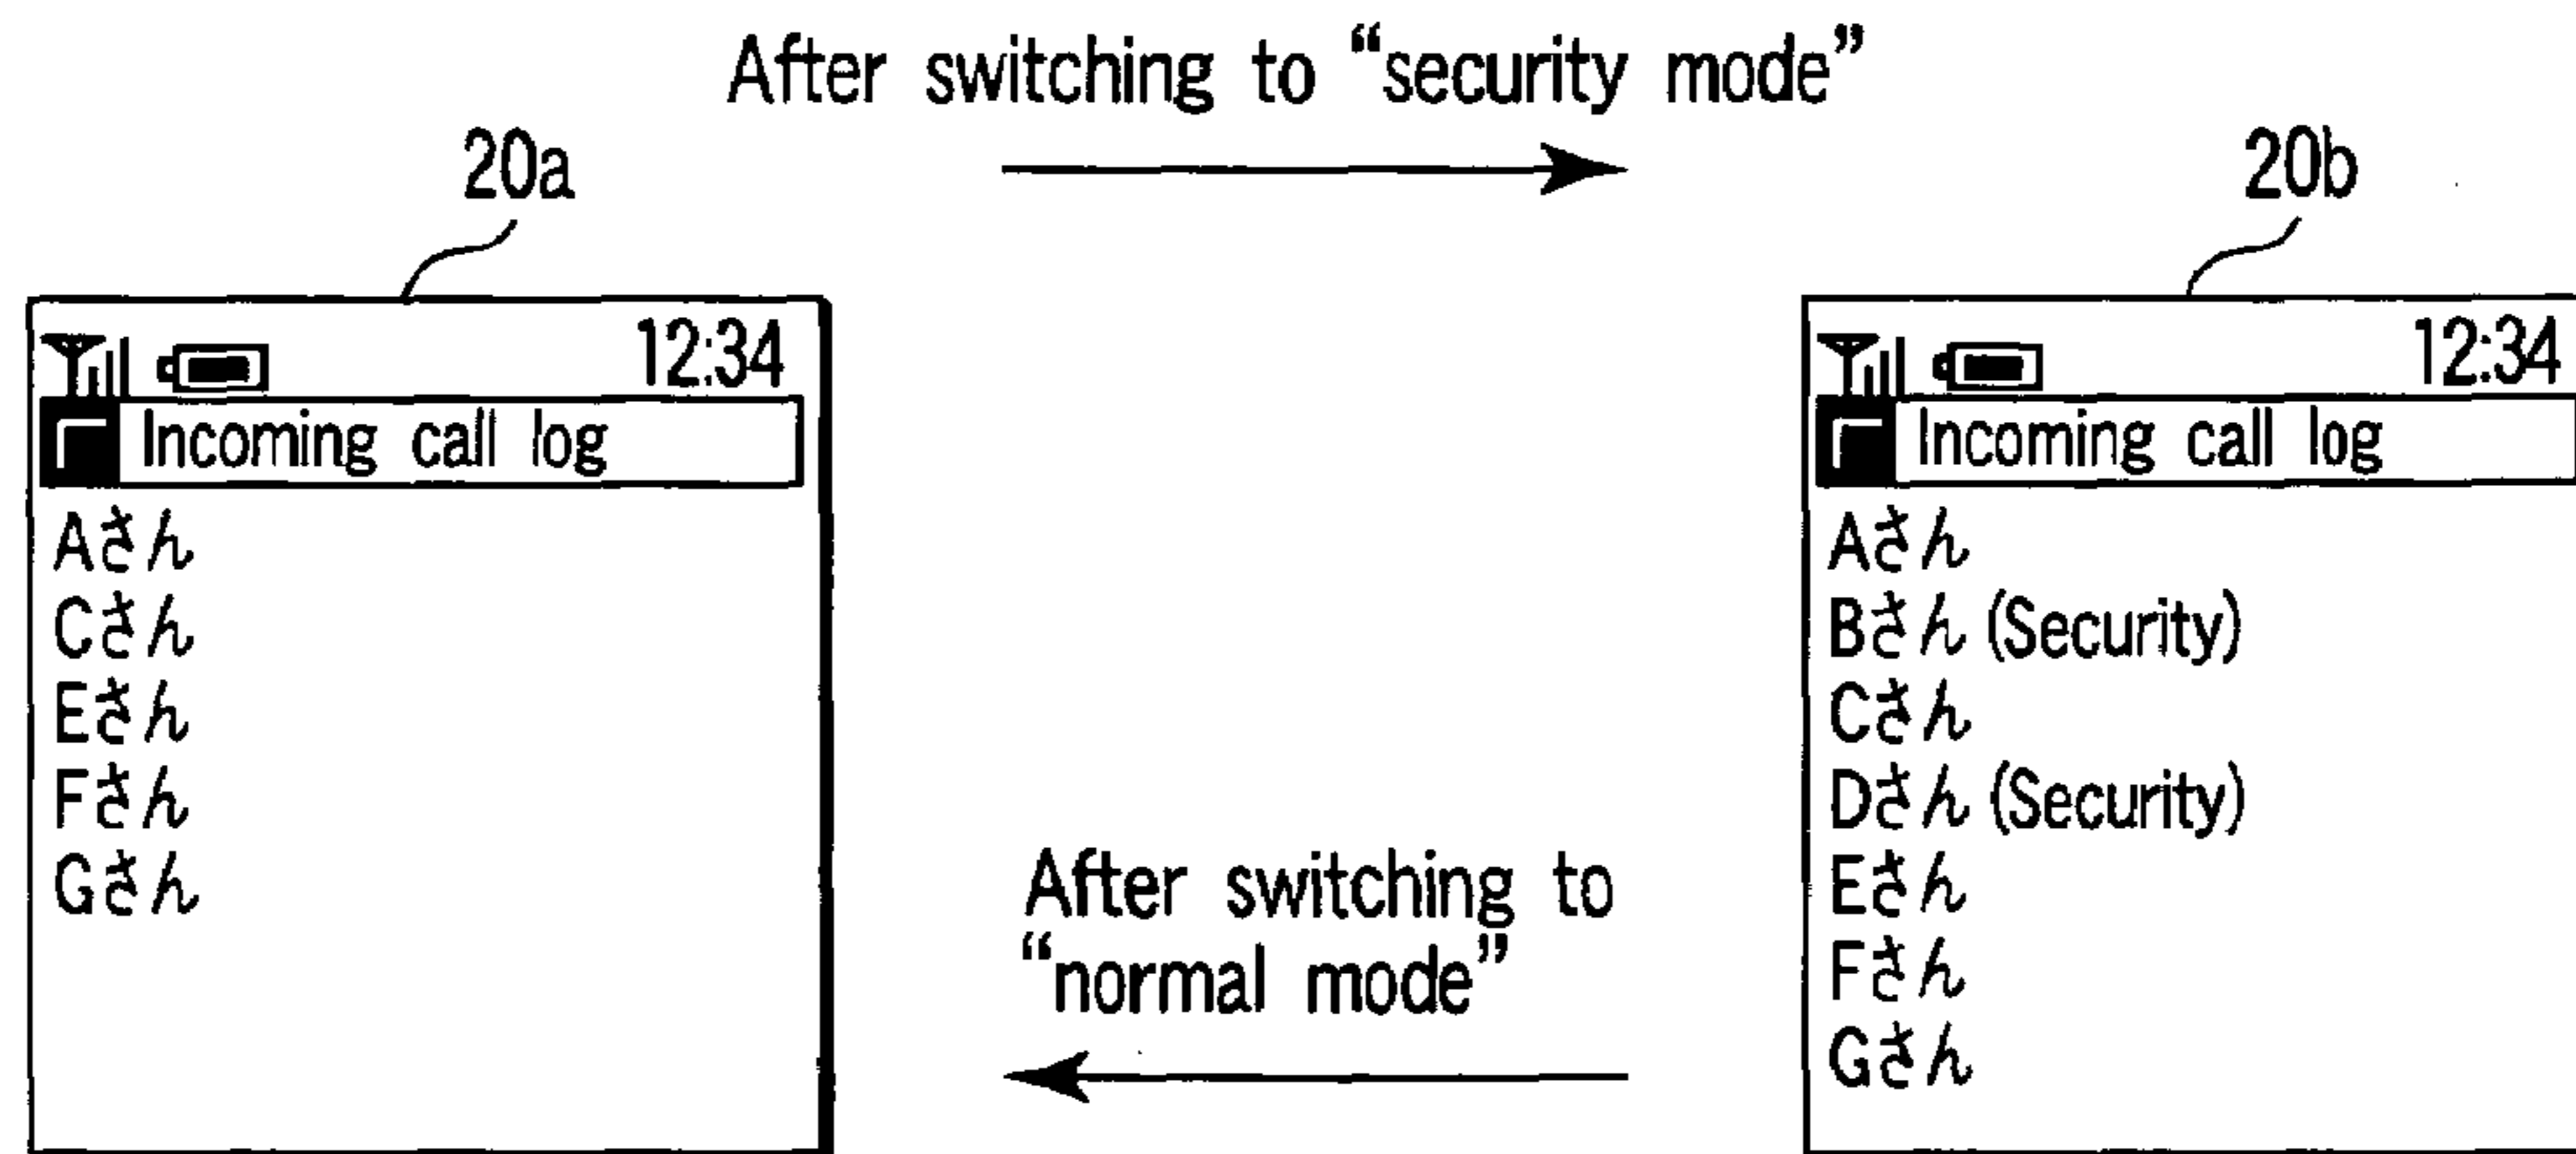 After switching to “security mode”
20a
12:34
Incoming call log
Aさん
Cさん
Eさん
Fさん
Gさん
After switching to
“normal mode”
20b
12:34
Incoming call log
Aさん
Bさん (Security)
Cさん
Dさん (Security)
Eさん
Fさん
Gさん